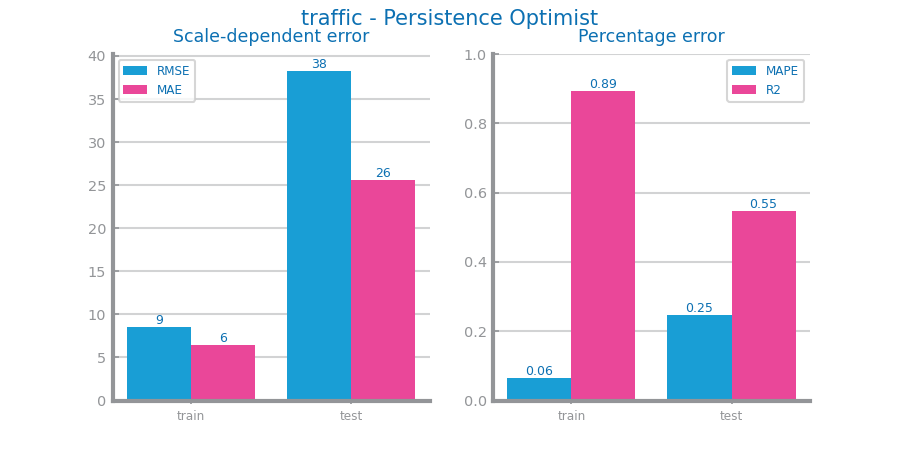 traffic - Persistence Optimist
Scale-dependent error
40
35
30
25
20
15
10
5
0
RMSE
MAE
9
6
38
26
train
test
Percentage error
1.0
0.8
0.6
0.4
0.2
0.0
MAPE
R2
0.06
0.89
0.25
0.55
train
test